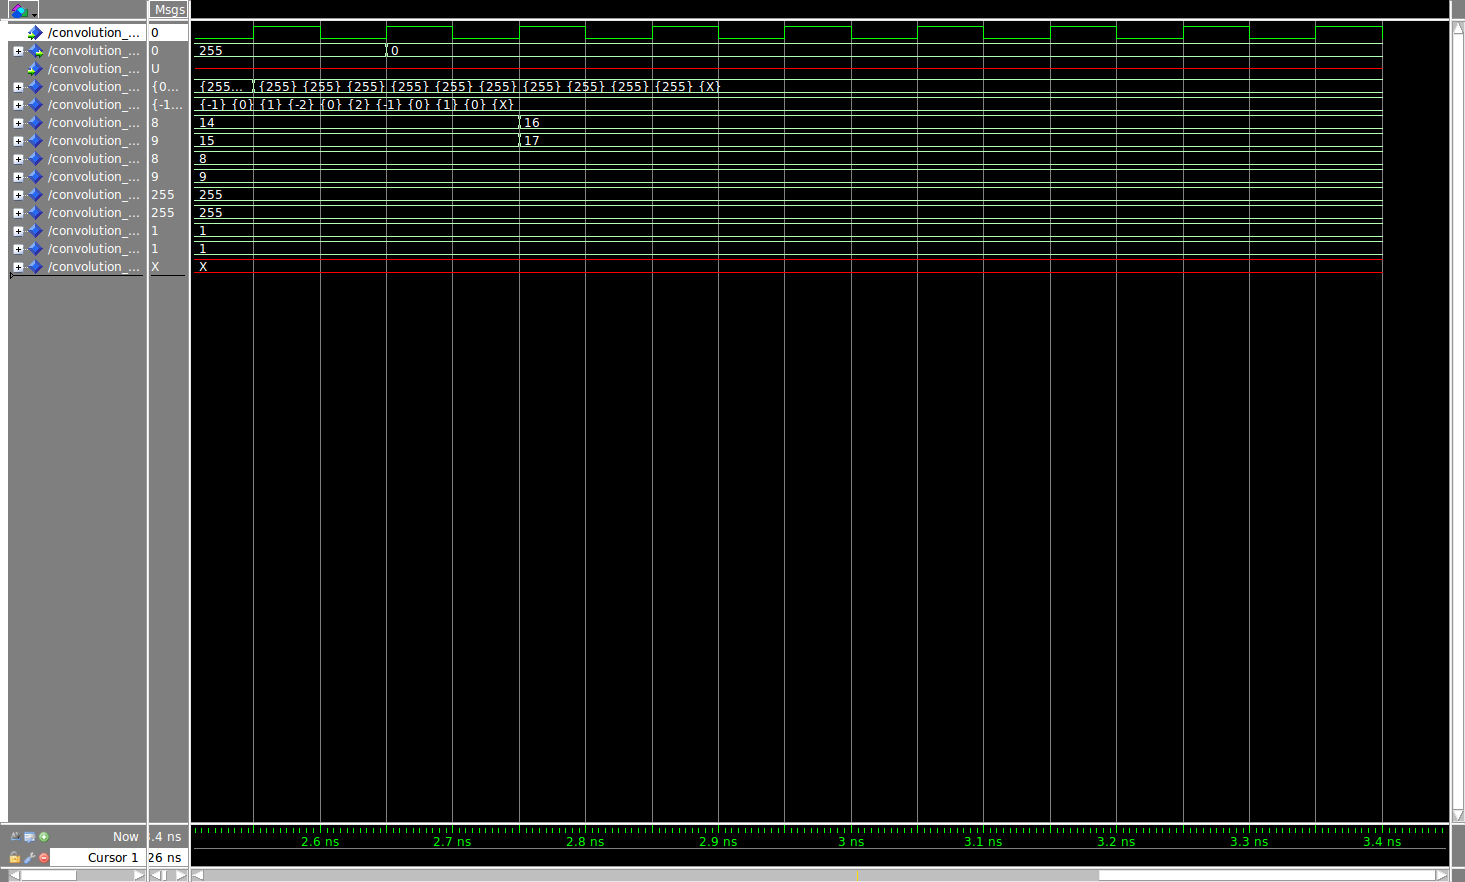 Msgs
/convolution_... 0
/convolution_... 0 255 0
/convolution_... U
/convolution_... {0... {255... {255} {255} {255} {255} {255} {255} {255} {255} {255} {255} {X}
/convolution_... {-1... {-1} {0} {1} {-2} {0} {2} {-1} {0} {1} {0} {X}
/convolution_... 8 14 16
/convolution_... 9 15 17
/convolution_... 8 8
/convolution_... 9 9
/convolution_... 255 255
/convolution_... 255 255
/convolution_... 1 1
/convolution_... 1 1
/convolution_... X X
Now .4 ns 2.6 ns 2.7 ns 2.8 ns 2.9 ns 3 ns 3.1 ns 3.2 ns 3.3 ns 3.4 ns
Cursor 1 26 ns